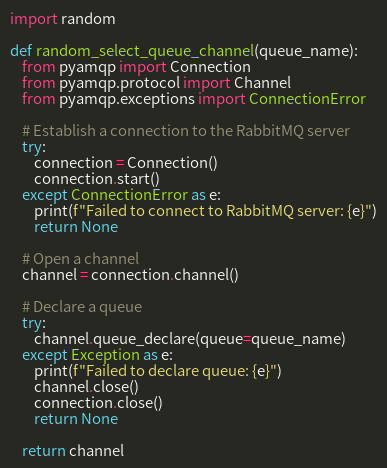 import random

def random_select_queue_channel(queue_name):
    from pyamqp import Connection
    from pyamqp.protocol import Channel
    from pyamqp.exceptions import ConnectionError

    # Establish a connection to the RabbitMQ server
    try:
        connection = Connection()
        connection.start()
    except ConnectionError as e:
        print(f"Failed to connect to RabbitMQ server: {e}")
        return None

    # Open a channel
    channel = connection.channel()

    # Declare a queue
    try:
        channel.queue_declare(queue=queue_name)
    except Exception as e:
        print(f"Failed to declare queue: {e}")
        channel.close()
        connection.close()
        return None

    return channel